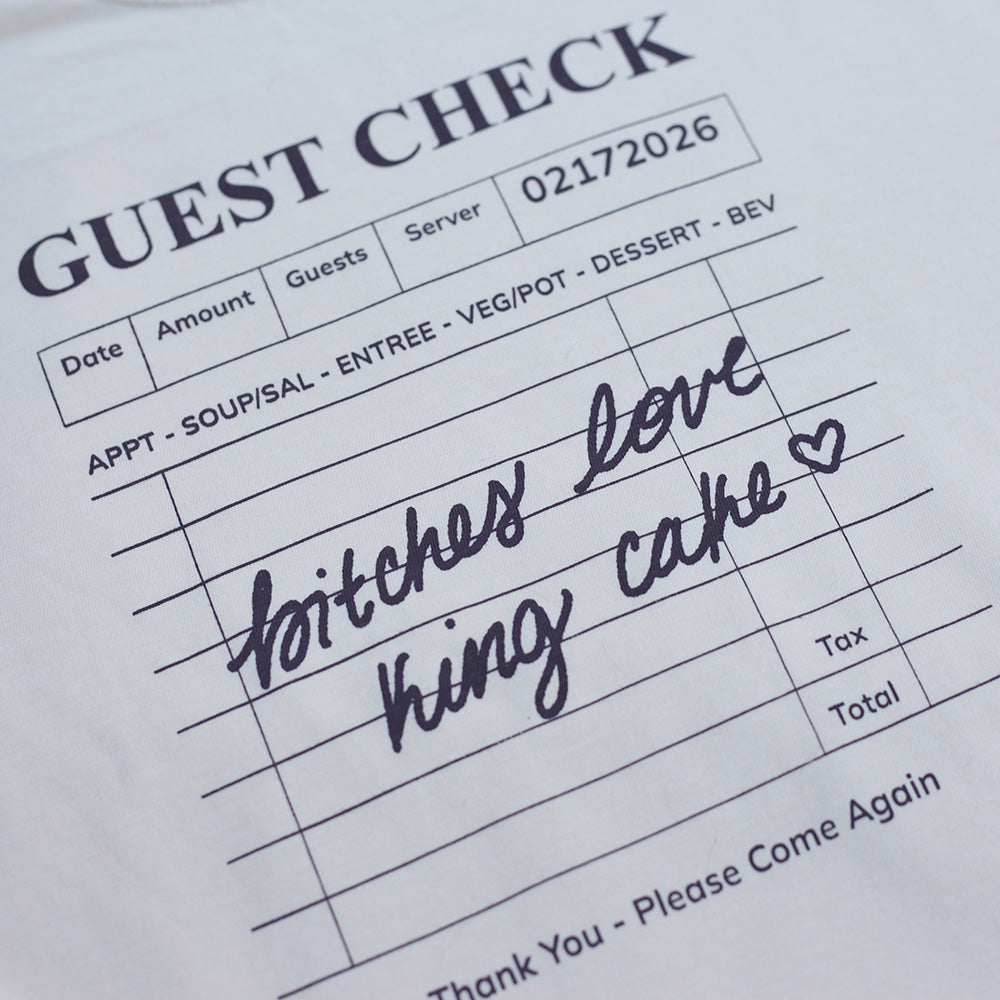 GUEST CHECK
Date Amount Guests Server 02172026
APPT - SOUP/SAL - ENTREE - VEG/POT - DESSERT - BEV
bitches love
king cake ♡
Tax
Total
Thank You - Please Come Again